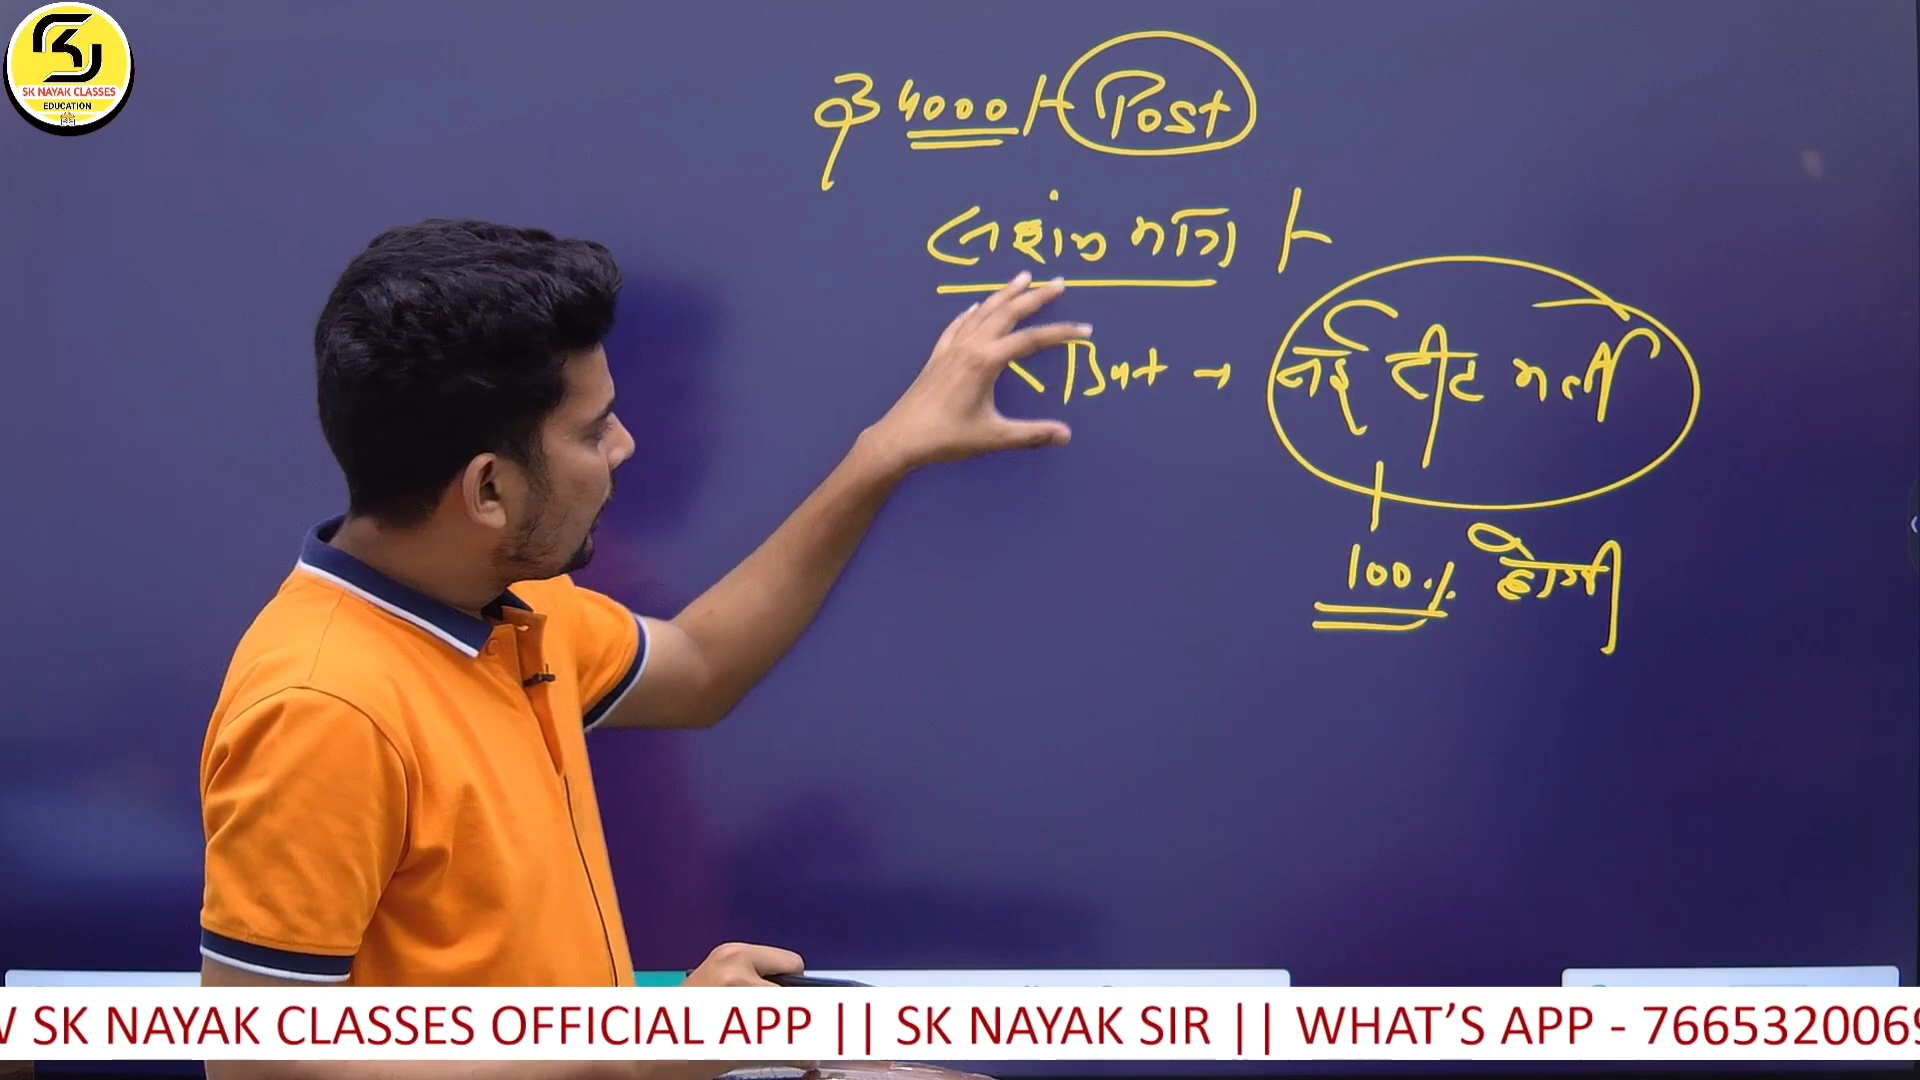 SK NAYAK CLASSES
EDUCATION
4000/- Post
But → नई रीट भर्ती
100% होगी
V SK NAYAK CLASSES OFFICIAL APP || SK NAYAK SIR || WHAT'S APP - 7665320069